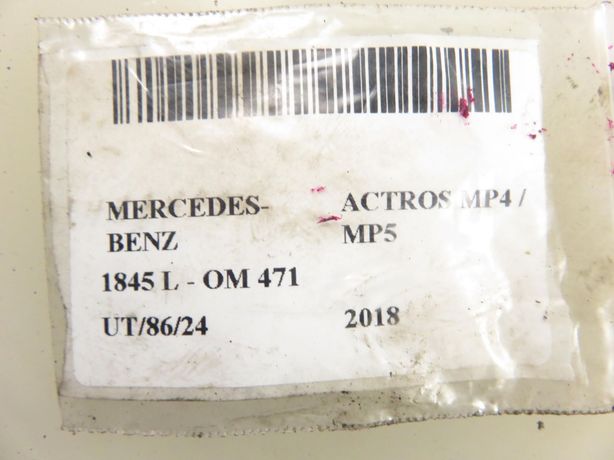 MERCEDES- ACTROS MP4 /
BENZ MP5
1845 L - OM 471
UT/86/24 2018